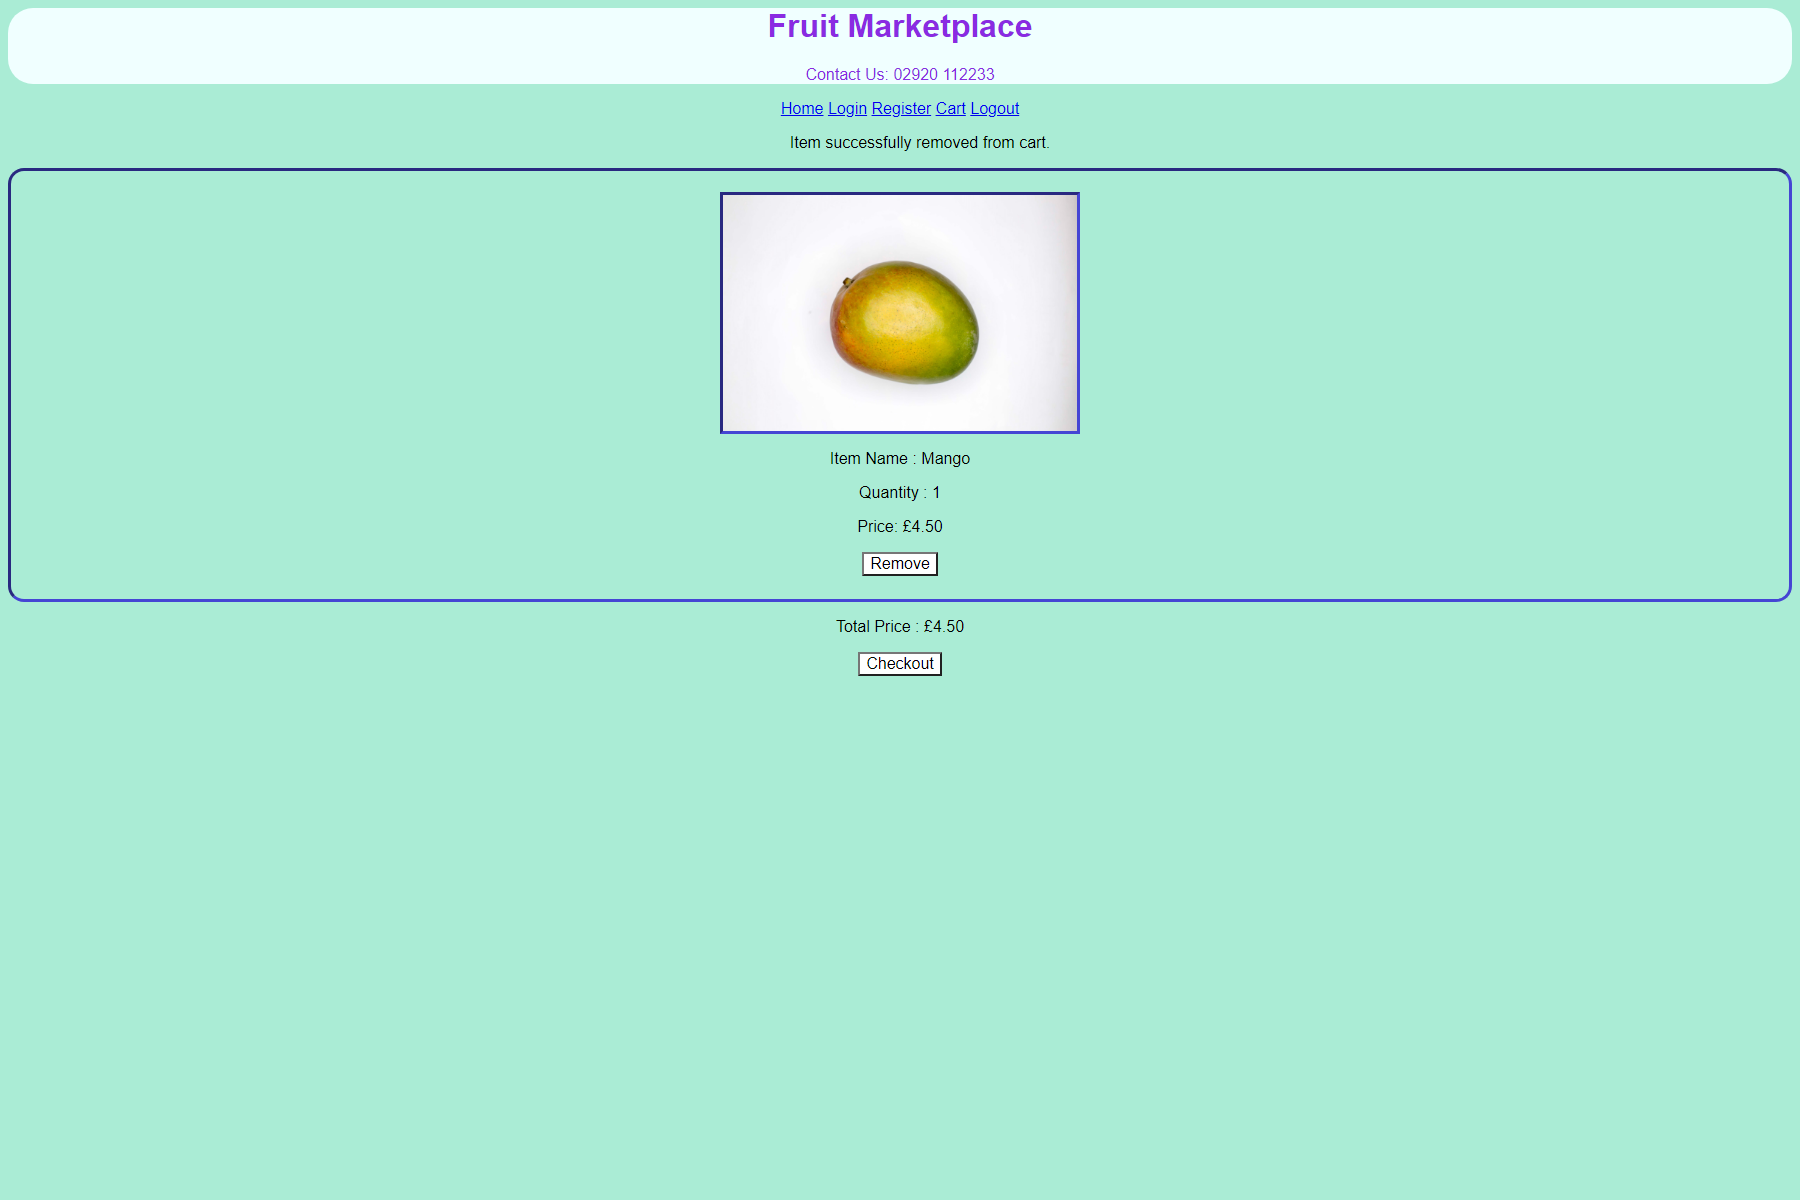 Fruit Marketplace
Contact Us: 02920 112233
Home Login Register Cart Logout
Item successfully removed from cart.
Item Name : Mango
Quantity : 1
Price: £4.50
Remove
Total Price : £4.50
Checkout